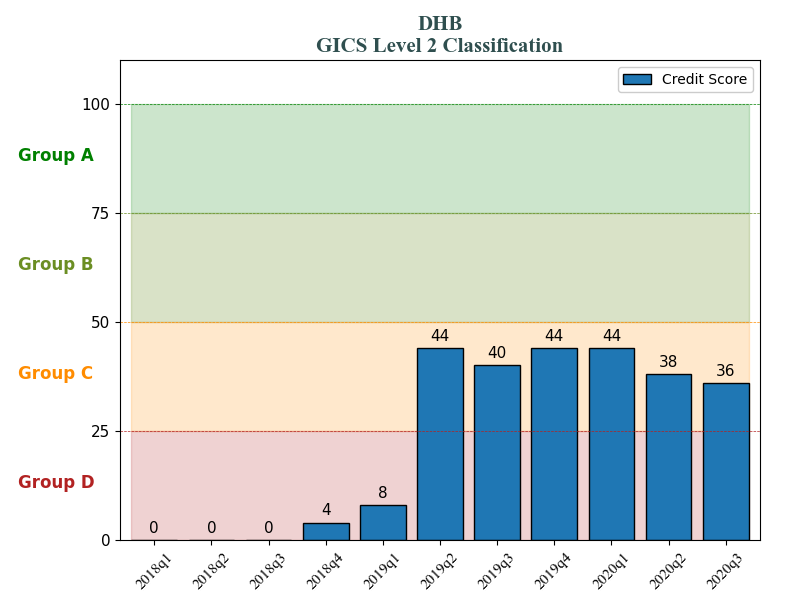 DHB
GICS Level 2 Classification
Credit Score
100
Group A
75
Group B
50
44
40
44
44
38
36
Group C
25
Group D
0
0
0
4
8
0
2018q1
2018q2
2018q3
2018q4
2019q1
2019q2
2019q3
2019q4
2020q1
2020q2
2020q3